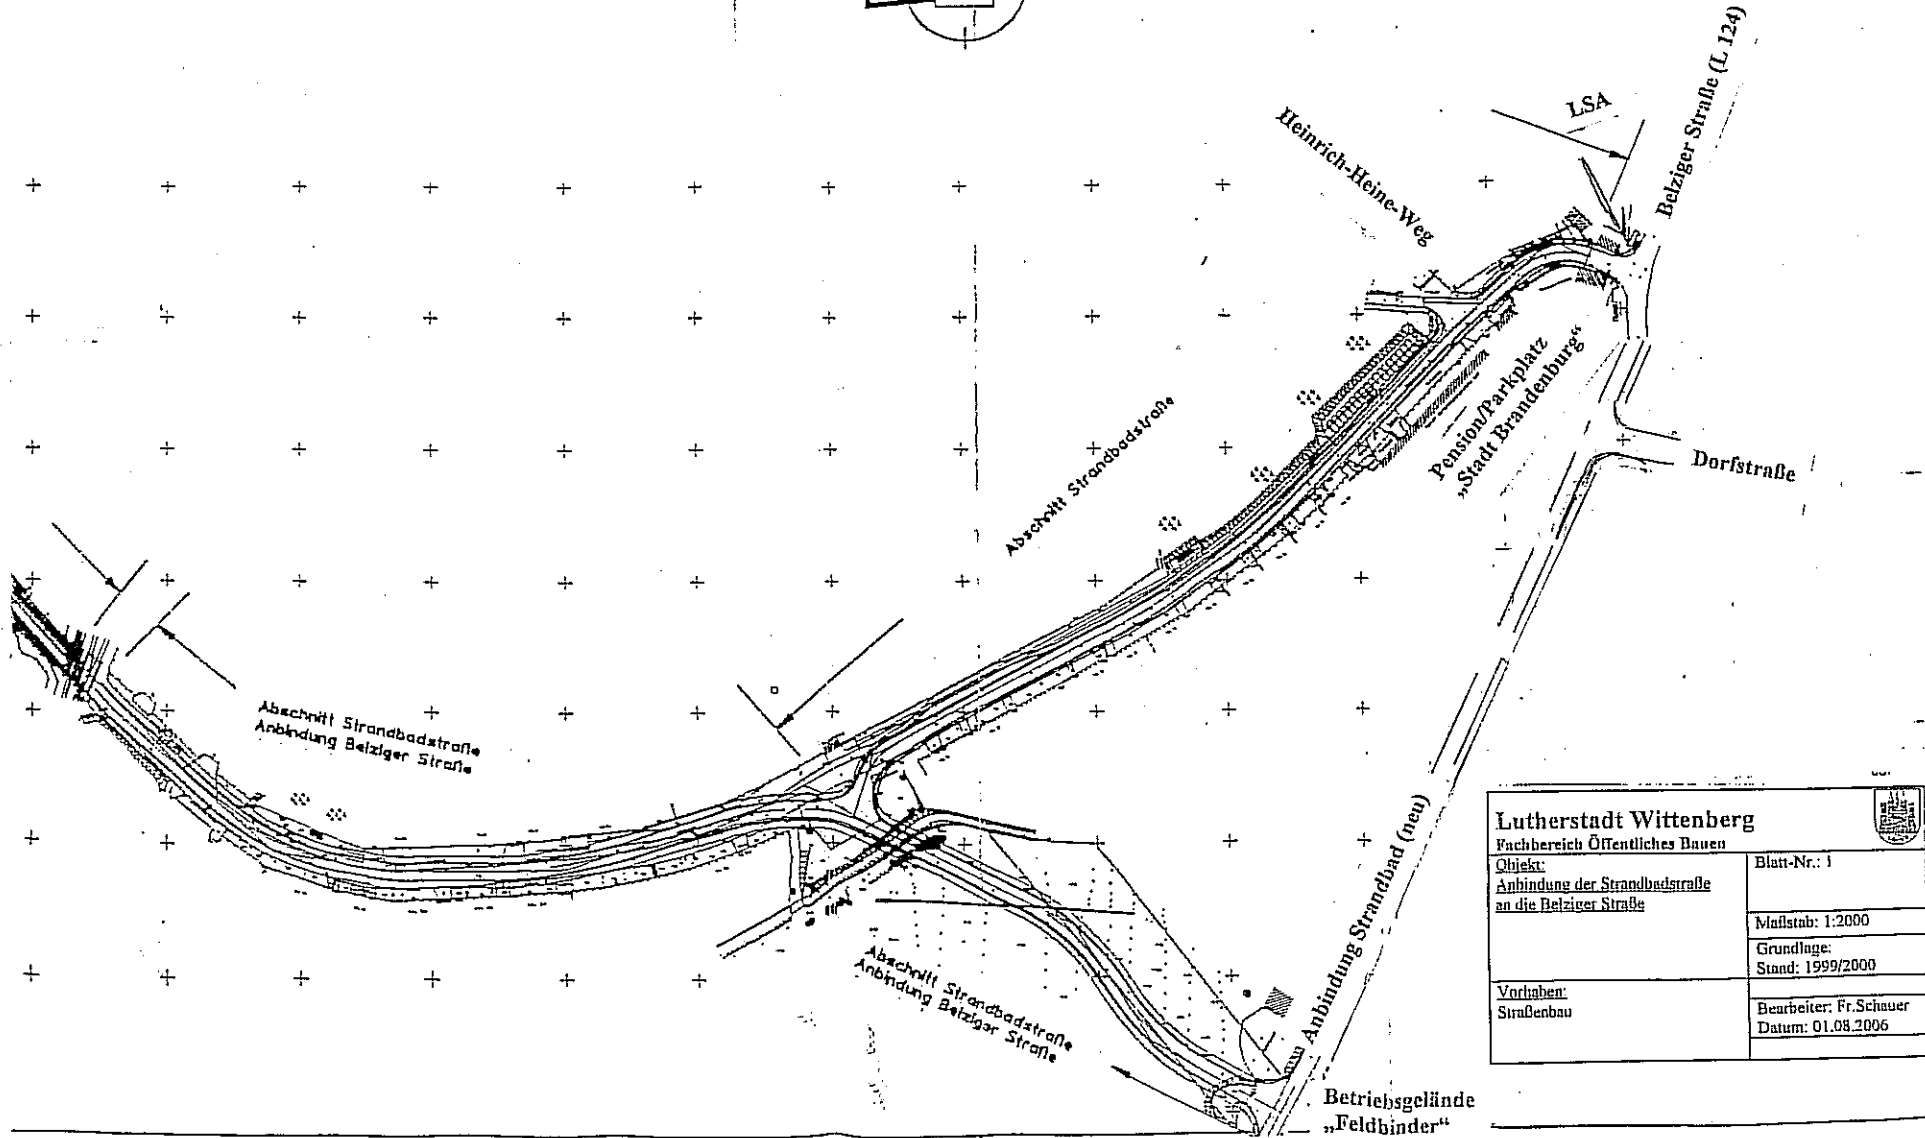 Belziger Straße (L 124)
LSA
Heinrich-Heine-Weg
Pension/Parkplatz
„Stadt Brandenburg“
Dorfstraße
Abschnitt Strandbadstraße
Abschnitt Strandbadstraße
Anbindung Belziger Straße
Abschnitt Strandbadstraße
Anbindung Belziger Straße
Anbindung Strandbad (neu)
Betriebsgelände
„Feldbinder“
Lutherstadt Wittenberg
Fachbereich Öffentliches Bauen
Objekt:
Anbindung der Strandbadstraße
an die Belziger Straße
Blatt-Nr.: 1
Maßstab: 1:2000
Grundlage:
Stand: 1999/2000
Vorhaben:
Straßenbau
Bearbeiter: Fr.Schauer
Datum: 01.08.2006